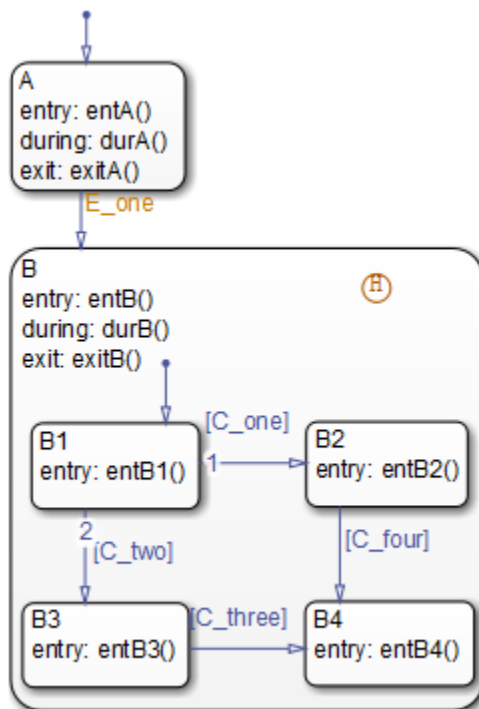 A
entry: entA()
during: durA()
exit: exitA()
E_one
B
entry: entB()
during: durB()
exit: exitB()
H
[C_one]
B1
entry: entB1()
1
B2
entry: entB2()
2
[C_two]
[C_four]
B3
entry: entB3()
[C_three]
B4
entry: entB4()